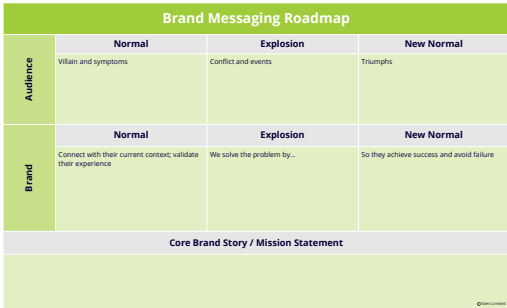 Brand Messaging Roadmap
Normal
Explosion
New Normal
Audience
Villain and symptoms
Conflict and events
Triumphs
Normal
Explosion
New Normal
Brand
Connect with their current context; validate
their experience
We solve the problem by...
So they achieve success and avoid failure
Core Brand Story / Mission Statement